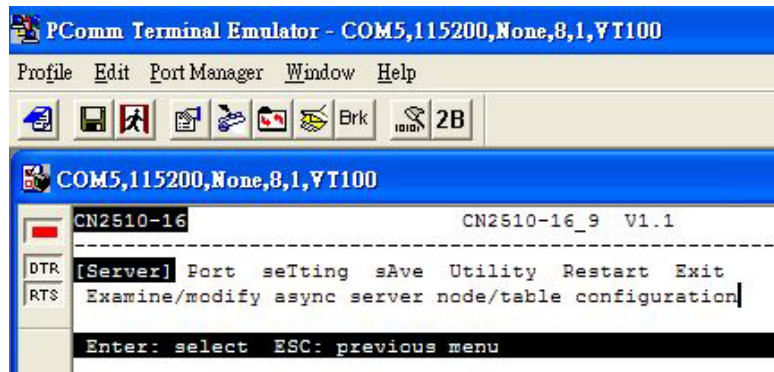 PComm Terminal Emulator - COM5,115200,None,8,1,VT100
Profile Edit Port Manager Window Help
Brk 2B
COM5,115200,None,8,1,VT100
CN2510-16 CN2510-16_9 V1.1
[Server] Port seTting sAve Utility Restart Exit
DTR
Examine/modify async server node/table configuration
RTS
Enter: select ESC: previous menu